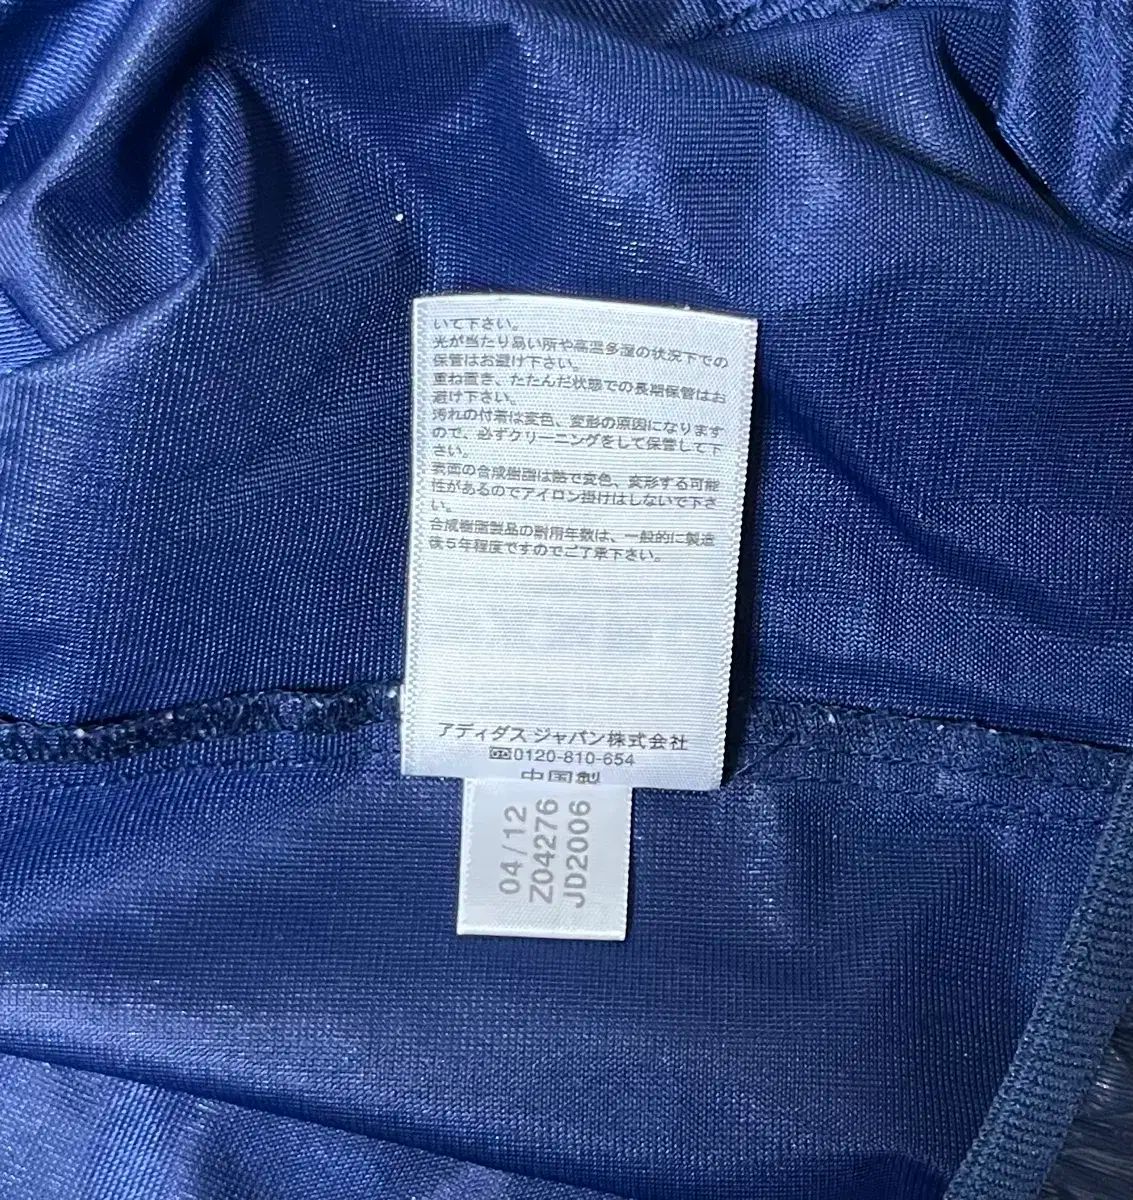 いて下さい。
光が当たり易い所や高温多湿の状況下での
保管はお避け下さい。
重ね置き、たたんだ状態での長期保管はお
避け下さい。
汚れの付着は変色、変形の原因になります
ので、必ずクリーニングをして保管して下
さい。
表面の合成樹脂は熱で変色、変形する可能
性があるのでアイロン掛けはしないで下さ
い。
合成樹脂製品の耐用年数は、一般的に製造
後5年程度ですのでご了承下さい。
アディダス ジャパン株式会社
0120-810-654
中国製
04/12
Z04276
JD2006